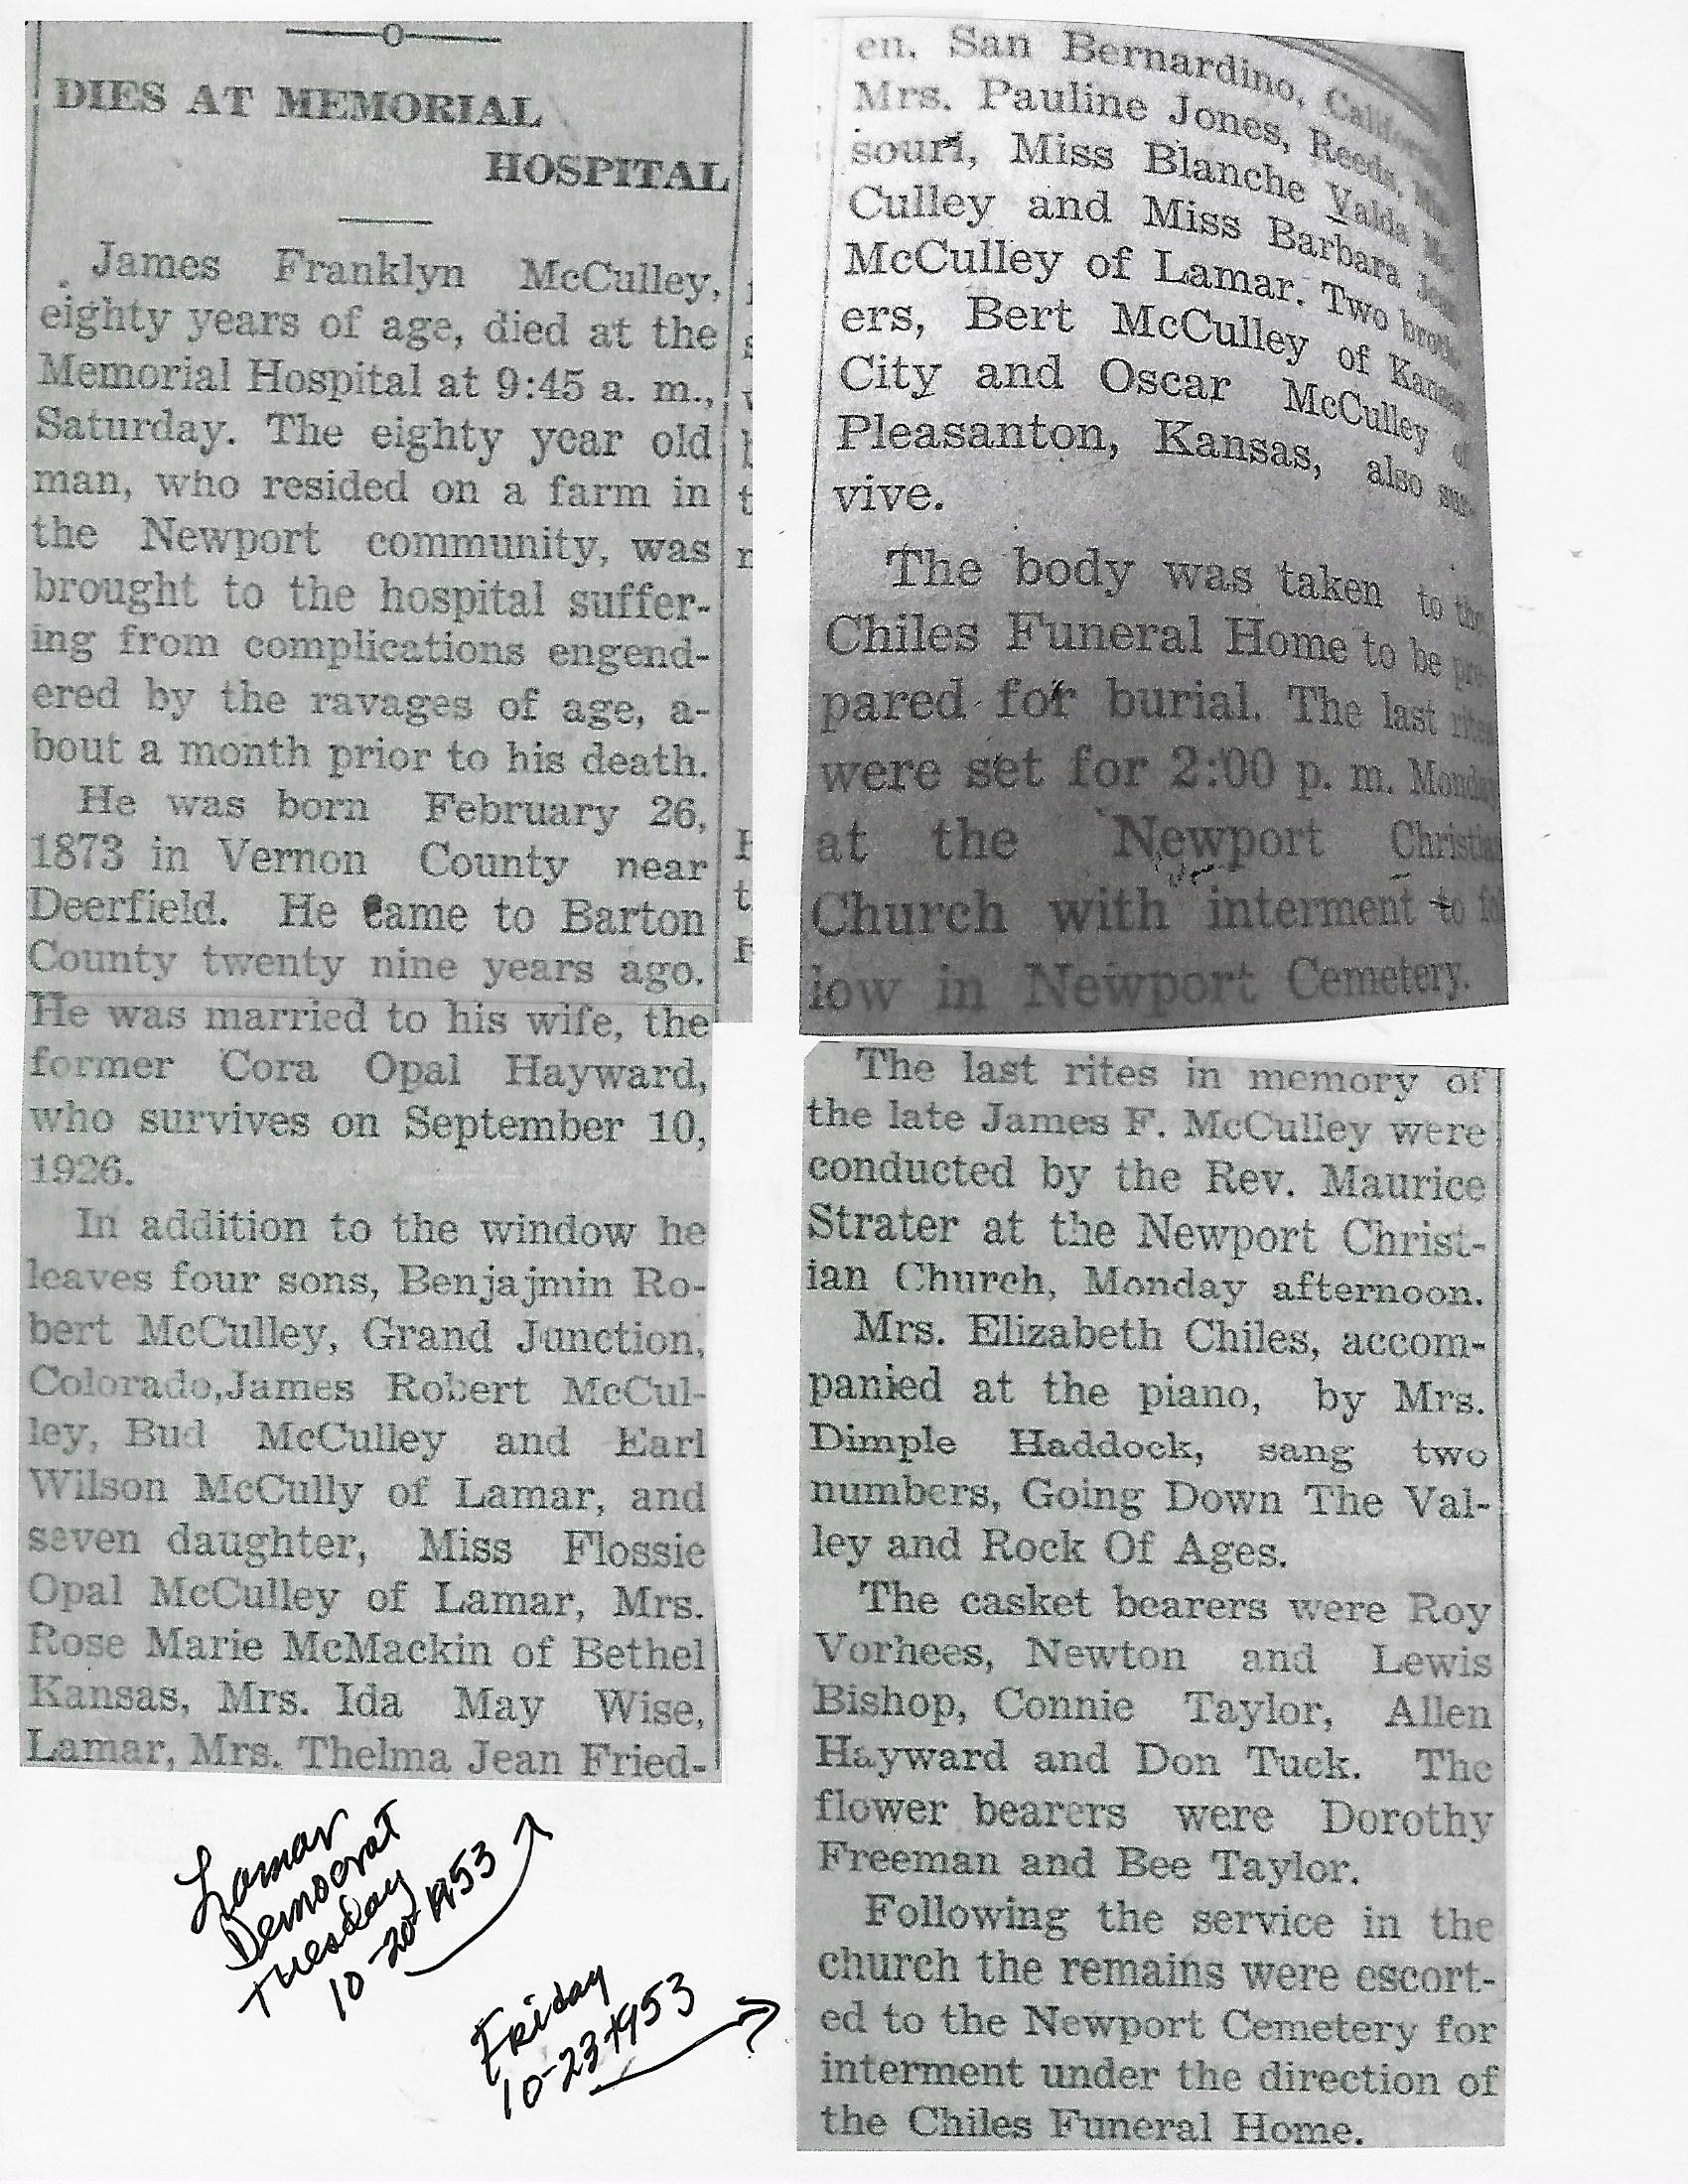 DIES AT MEMORIAL
HOSPITAL
James Franklyn McCulley,
eighty years of age, died at the
Memorial Hospital at 9:45 a. m.,
Saturday. The eighty year old
man, who resided on a farm in
the Newport community, was
brought to the hospital suffer-
ing from complications engend-
ered by the ravages of age, a-
bout a month prior to his death.
He was born February 26,
1873 in Vernon County near
Deerfield. He came to Barton
County twenty nine years ago.
He was married to his wife, the
former Cora Opal Hayward,
who survives on September 10,
1926.
In addition to the window he
leaves four sons, Benjajmin Ro-
bert McCulley, Grand Junction,
Colorado,James Robert McCul-
ley, Bud McCulley and Earl
Wilson McCully of Lamar, and
seven daughter, Miss Flossie
Opal McCulley of Lamar, Mrs.
Rose Marie McMackin of Bethel
Kansas, Mrs. Ida May Wise,
Lamar, Mrs. Thelma Jean Fried-
Lamar
Democrat
Tuesday
10-20-1953
Friday
10-23-1953
en, San Bernardino,
Mrs. Pauline Jones, Reeds,
souri, Miss Blanche Valda
Culley and Miss Barbara Jean
McCulley of Lamar. Two broth-
ers, Bert McCulley of Kansas
City and Oscar McCulley of
Pleasanton, Kansas, also sur-
vive.
The body was taken to the
Chiles Funeral Home to be pre-
pared for burial. The last rites
were set for 2:00 p. m. Monday
at the Newport Christian
Church with interment to fol
low in Newport Cemetery.
The last rites in memory of
the late James F. McCulley were
conducted by the Rev. Maurice
Strater at the Newport Christ-
ian Church, Monday afternoon.
Mrs. Elizabeth Chiles, accom-
panied at the piano, by Mrs.
Dimple Haddock, sang two
numbers, Going Down The Val-
ley and Rock Of Ages.
The casket bearers were Roy
Vorhees, Newton and Lewis
Bishop, Connie Taylor, Allen
Hayward and Don Tuck. The
flower bearers were Dorothy
Freeman and Bee Taylor.
Following the service in the
church the remains were escort-
ed to the Newport Cemetery for
interment under the direction of
the Chiles Funeral Home.